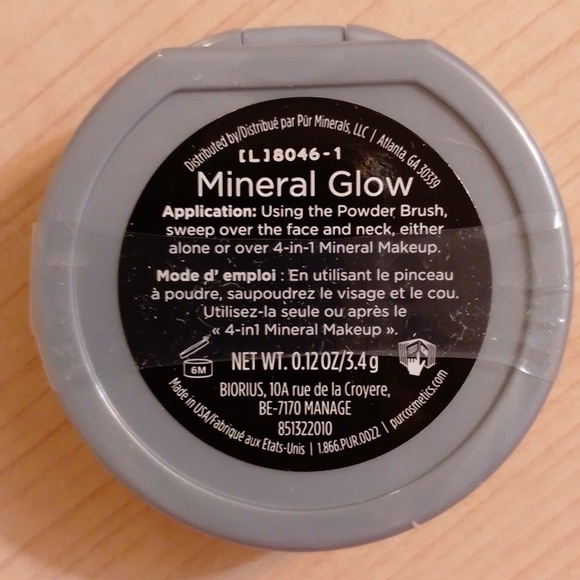 Distributed by/Distribué par Pür Minerals, LLC | Atlanta, GA 30339
[L]8046-1
Mineral Glow
Application: Using the Powder Brush,
sweep over the face and neck, either
alone or over 4-in-1 Mineral Makeup.
Mode d' emploi : En utilisant le pinceau
à poudre, saupoudrez le visage et le cou.
Utilisez-la seule ou après le
« 4-in1 Mineral Makeup ».
6M
NET WT. 0.12 OZ/3.4 g
BIORIUS, 10A rue de la Croyere,
BE-7170 MANAGE
851322010
Made in USA/Fabriqué aux Etats-Unis | 1.866.PUR.0022 | purcosmetics.com